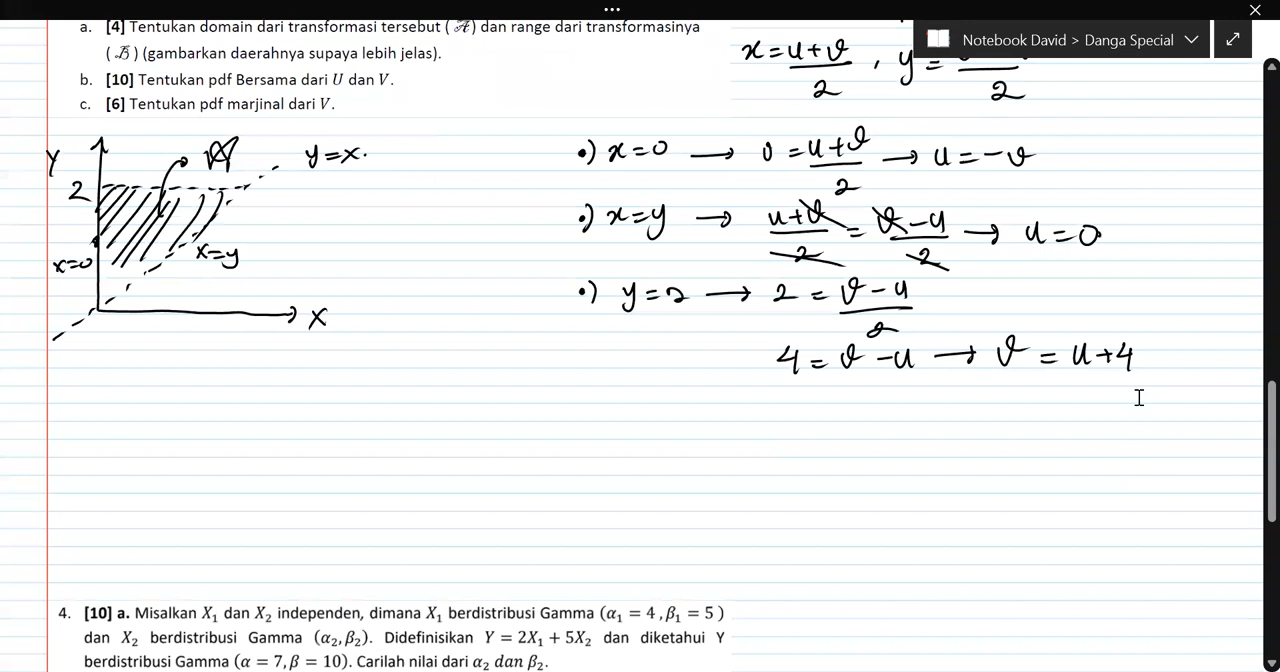 a. [4] Tentukan domain dari transformasi tersebut (𝒜) dan range dari transformasinya
(ℬ) (gambarkan daerahnya supaya lebih jelas).
b. [10] Tentukan pdf Bersama dari U dan V.
c. [6] Tentukan pdf marjinal dari V.
Notebook David > Danga Special
x = u+v/2 , y = /2
Y
2
A
y=x.
x=0
x=y
X
•) x=0 → 0 = u+v/2 → u = -v
•) x=y → u+v/2 = v-u/2 → u=0
•) y=2 → 2 = v-u/2
4 = v-u → v = u+4
4. [10] a. Misalkan X₁ dan X₂ independen, dimana X₁ berdistribusi Gamma (α₁ = 4 , β₁ = 5 )
dan X₂ berdistribusi Gamma (α₂, β₂). Didefinisikan Y = 2X₁ + 5X₂ dan diketahui Y
berdistribusi Gamma (α = 7, β = 10). Carilah nilai dari α₂ dan β₂.